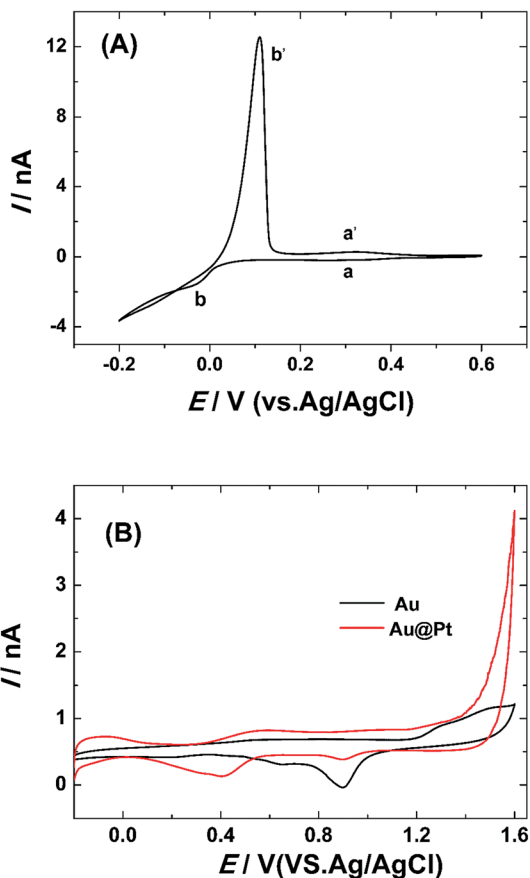 (A)
12
8
4
0
-4
I / nA
b'
a'
a
b
-0.2 0.0 0.2 0.4 0.6
E / V (vs.Ag/AgCl)
(B)
4
3
2
1
0
I / nA
Au
Au@Pt
0.0 0.4 0.8 1.2 1.6
E / V(VS.Ag/AgCl)